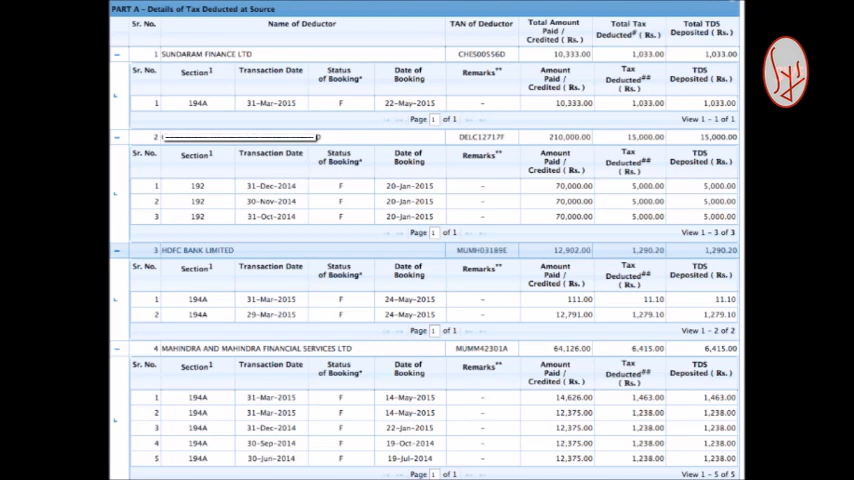 PART A - Details of Tax Deducted at Source
Sr. No. Name of Deductor TAN of Deductor Total Amount Paid / Credited ( Rs. ) Total Tax Deducted# ( Rs. ) Total TDS Deposited ( Rs. )
1 SUNDARAM FINANCE LTD CHES00556D 10,333.00 1,033.00 1,033.00
Sr. No. Section1 Transaction Date Status of Booking* Date of Booking Remarks** Amount Paid / Credited ( Rs. ) Tax Deducted## ( Rs. ) TDS Deposited ( Rs. )
1 194A 31-Mar-2015 F 22-May-2015 - 10,333.00 1,033.00 1,033.00
Page 1 of 1 View 1 - 1 of 1
2 DELC12717F 210,000.00 15,000.00 15,000.00
Sr. No. Section1 Transaction Date Status of Booking* Date of Booking Remarks** Amount Paid / Credited ( Rs. ) Tax Deducted## ( Rs. ) TDS Deposited ( Rs. )
1 192 31-Dec-2014 F 20-Jan-2015 - 70,000.00 5,000.00 5,000.00
2 192 30-Nov-2014 F 20-Jan-2015 - 70,000.00 5,000.00 5,000.00
3 192 31-Oct-2014 F 20-Jan-2015 - 70,000.00 5,000.00 5,000.00
Page 1 of 1 View 1 - 3 of 3
3 HDFC BANK LIMITED MUMH03189E 12,902.00 1,290.20 1,290.20
Sr. No. Section1 Transaction Date Status of Booking* Date of Booking Remarks** Amount Paid / Credited ( Rs. ) Tax Deducted## ( Rs. ) TDS Deposited ( Rs. )
1 194A 31-Mar-2015 F 24-May-2015 - 111.00 11.10 11.10
2 194A 29-Mar-2015 F 24-May-2015 - 12,791.00 1,279.10 1,279.10
Page 1 of 1 View 1 - 2 of 2
4 MAHINDRA AND MAHINDRA FINANCIAL SERVICES LTD MUMM42301A 64,126.00 6,415.00 6,415.00
Sr. No. Section1 Transaction Date Status of Booking* Date of Booking Remarks** Amount Paid / Credited ( Rs. ) Tax Deducted## ( Rs. ) TDS Deposited ( Rs. )
1 194A 31-Mar-2015 F 14-May-2015 - 14,626.00 1,463.00 1,463.00
2 194A 31-Mar-2015 F 14-May-2015 - 12,375.00 1,238.00 1,238.00
3 194A 31-Dec-2014 F 22-Jan-2015 - 12,375.00 1,238.00 1,238.00
4 194A 30-Sep-2014 F 19-Oct-2014 - 12,375.00 1,238.00 1,238.00
5 194A 30-Jun-2014 F 19-Jul-2014 - 12,375.00 1,238.00 1,238.00
Page 1 of 1 View 1 - 5 of 5
Sys